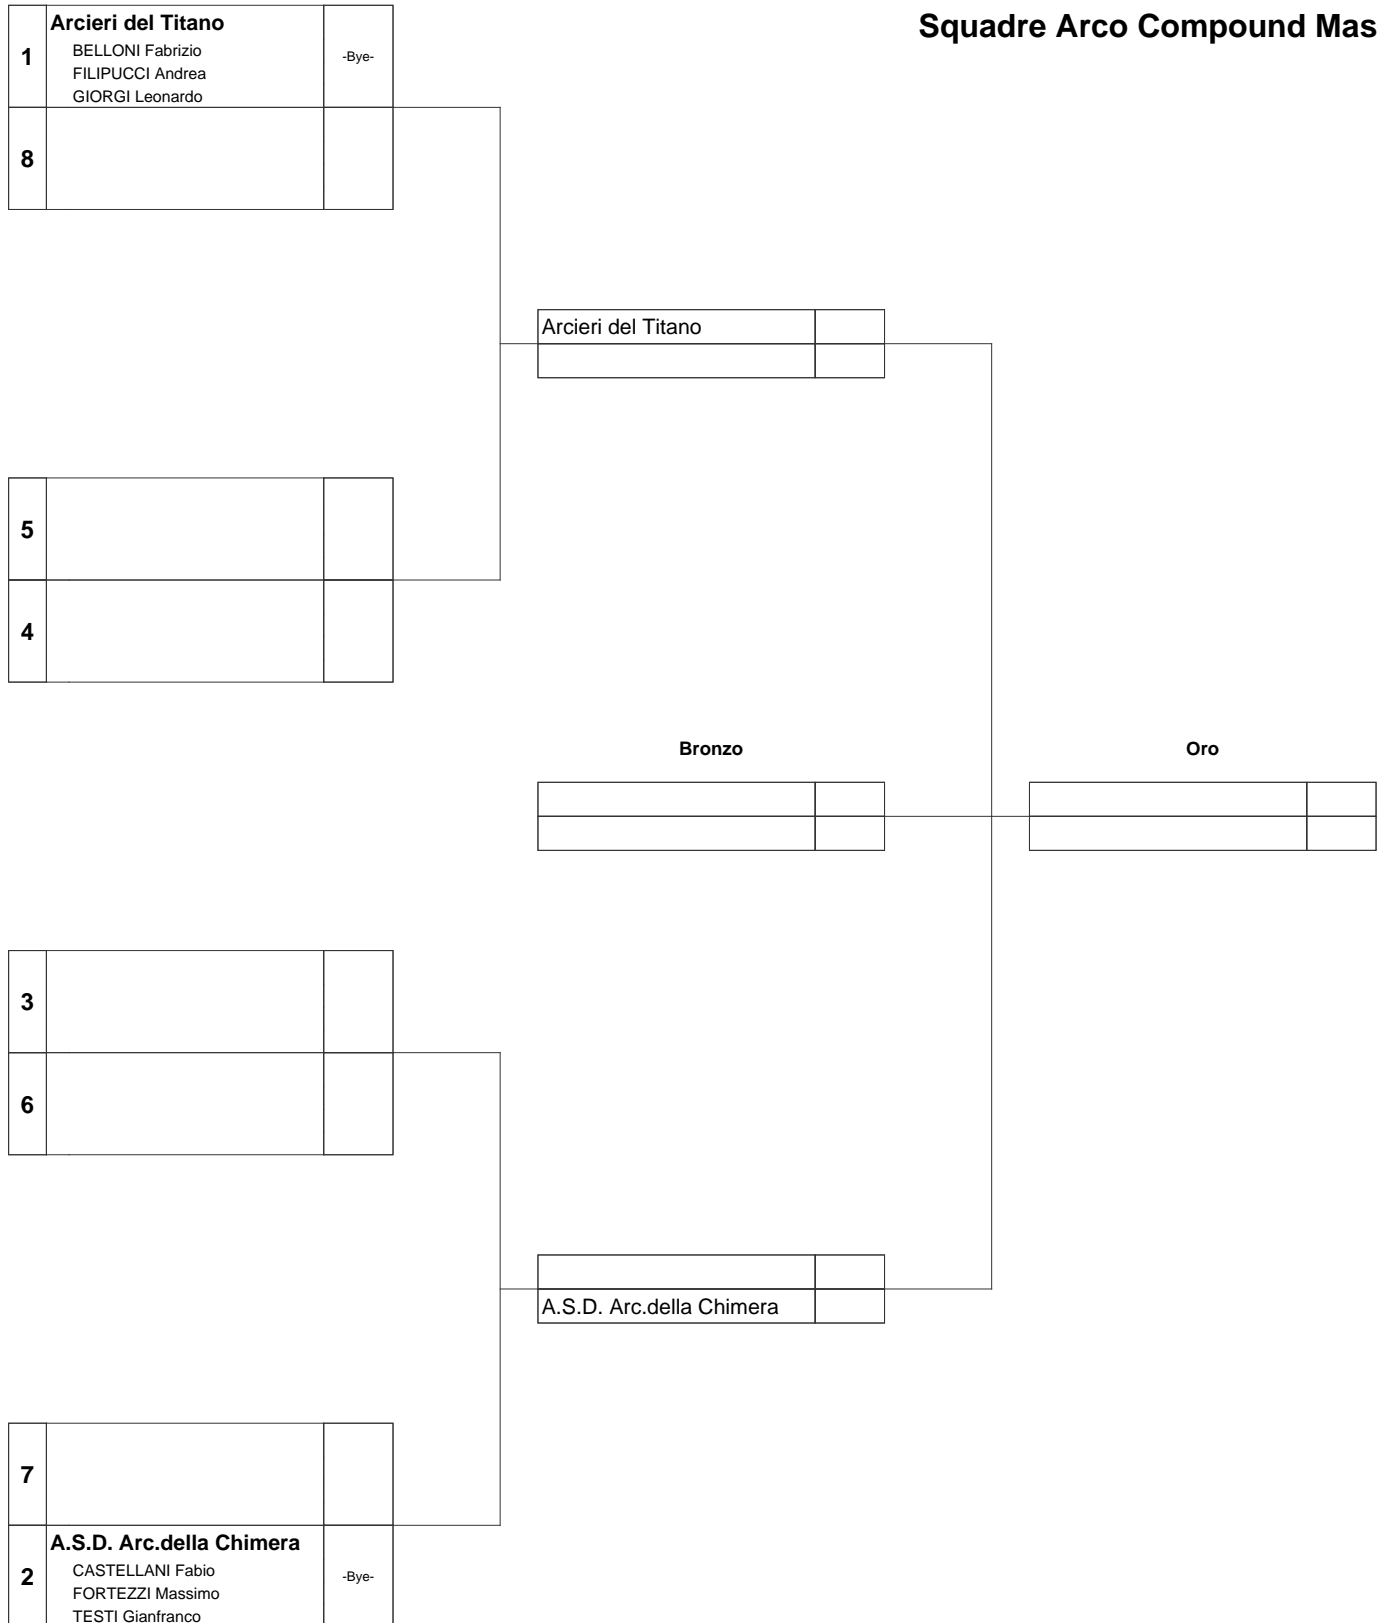 Squadre Arco Compound Mas
1
Arcieri del Titano
BELLONI Fabrizio
FILIPUCCI Andrea
GIORGI Leonardo
-Bye-
8
Arcieri del Titano
5
4
Bronzo
Oro
3
6
A.S.D. Arc.della Chimera
7
2
A.S.D. Arc.della Chimera
CASTELLANI Fabio
FORTEZZI Massimo
TESTI Gianfranco
-Bye-